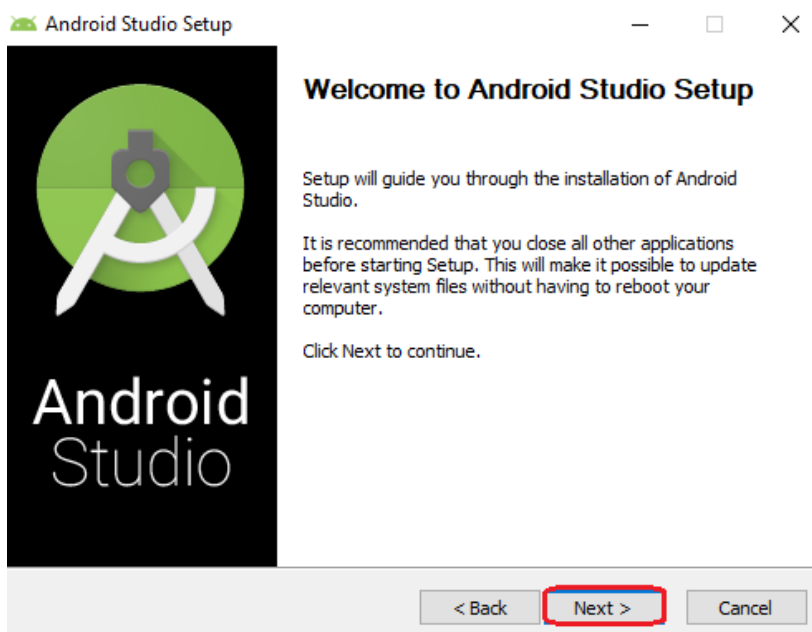 Android Studio Setup
Welcome to Android Studio Setup
Setup will guide you through the installation of Android
Studio.
It is recommended that you close all other applications
before starting Setup. This will make it possible to update
relevant system files without having to reboot your
computer.
Click Next to continue.
Android
Studio
< Back Next > Cancel